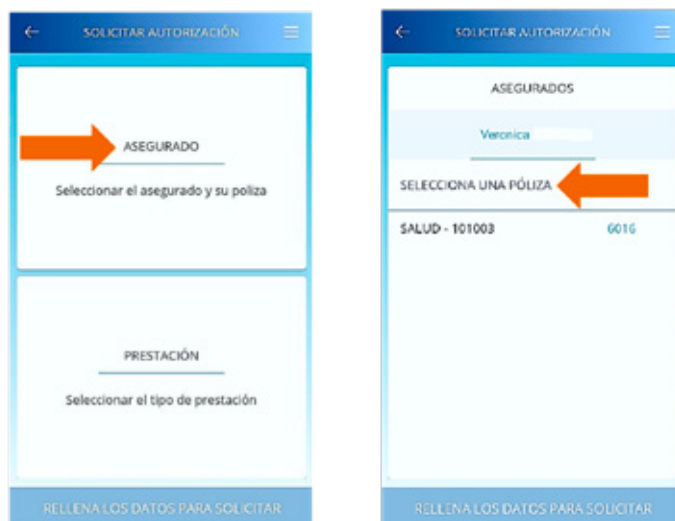 SOLICITAR AUTORIZACIÓN
ASEGURADO
Seleccionar el asegurado y su poliza
PRESTACIÓN
Seleccionar el tipo de prestación
RELLENA LOS DATOS PARA SOLICITAR
SOLICITAR AUTORIZACIÓN
ASEGURADOS
Veronica
SELECCIONA UNA PÓLIZA
SALUD - 101003 6016
RELLENA LOS DATOS PARA SOLICITAR